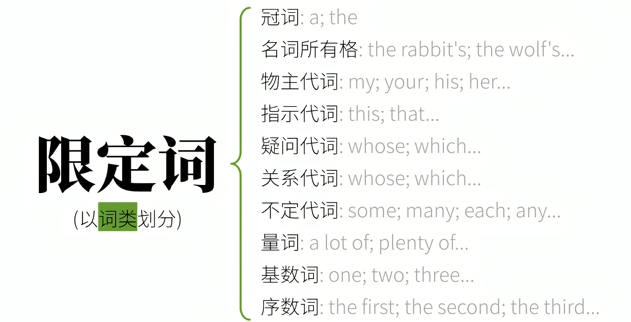 限定词
(以词类划分)
冠词: a; the
名词所有格: the rabbit's; the wolf's...
物主代词: my; your; his; her...
指示代词: this; that...
疑问代词: whose; which...
关系代词: whose; which...
不定代词: some; many; each; any...
量词: a lot of; plenty of...
基数词: one; two; three...
序数词: the first; the second; the third...